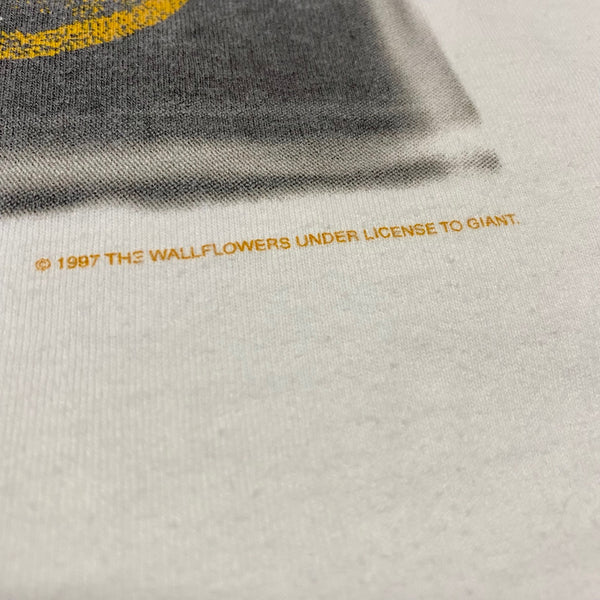 © 1997 THE WALLFLOWERS UNDER LICENSE TO GIANT.